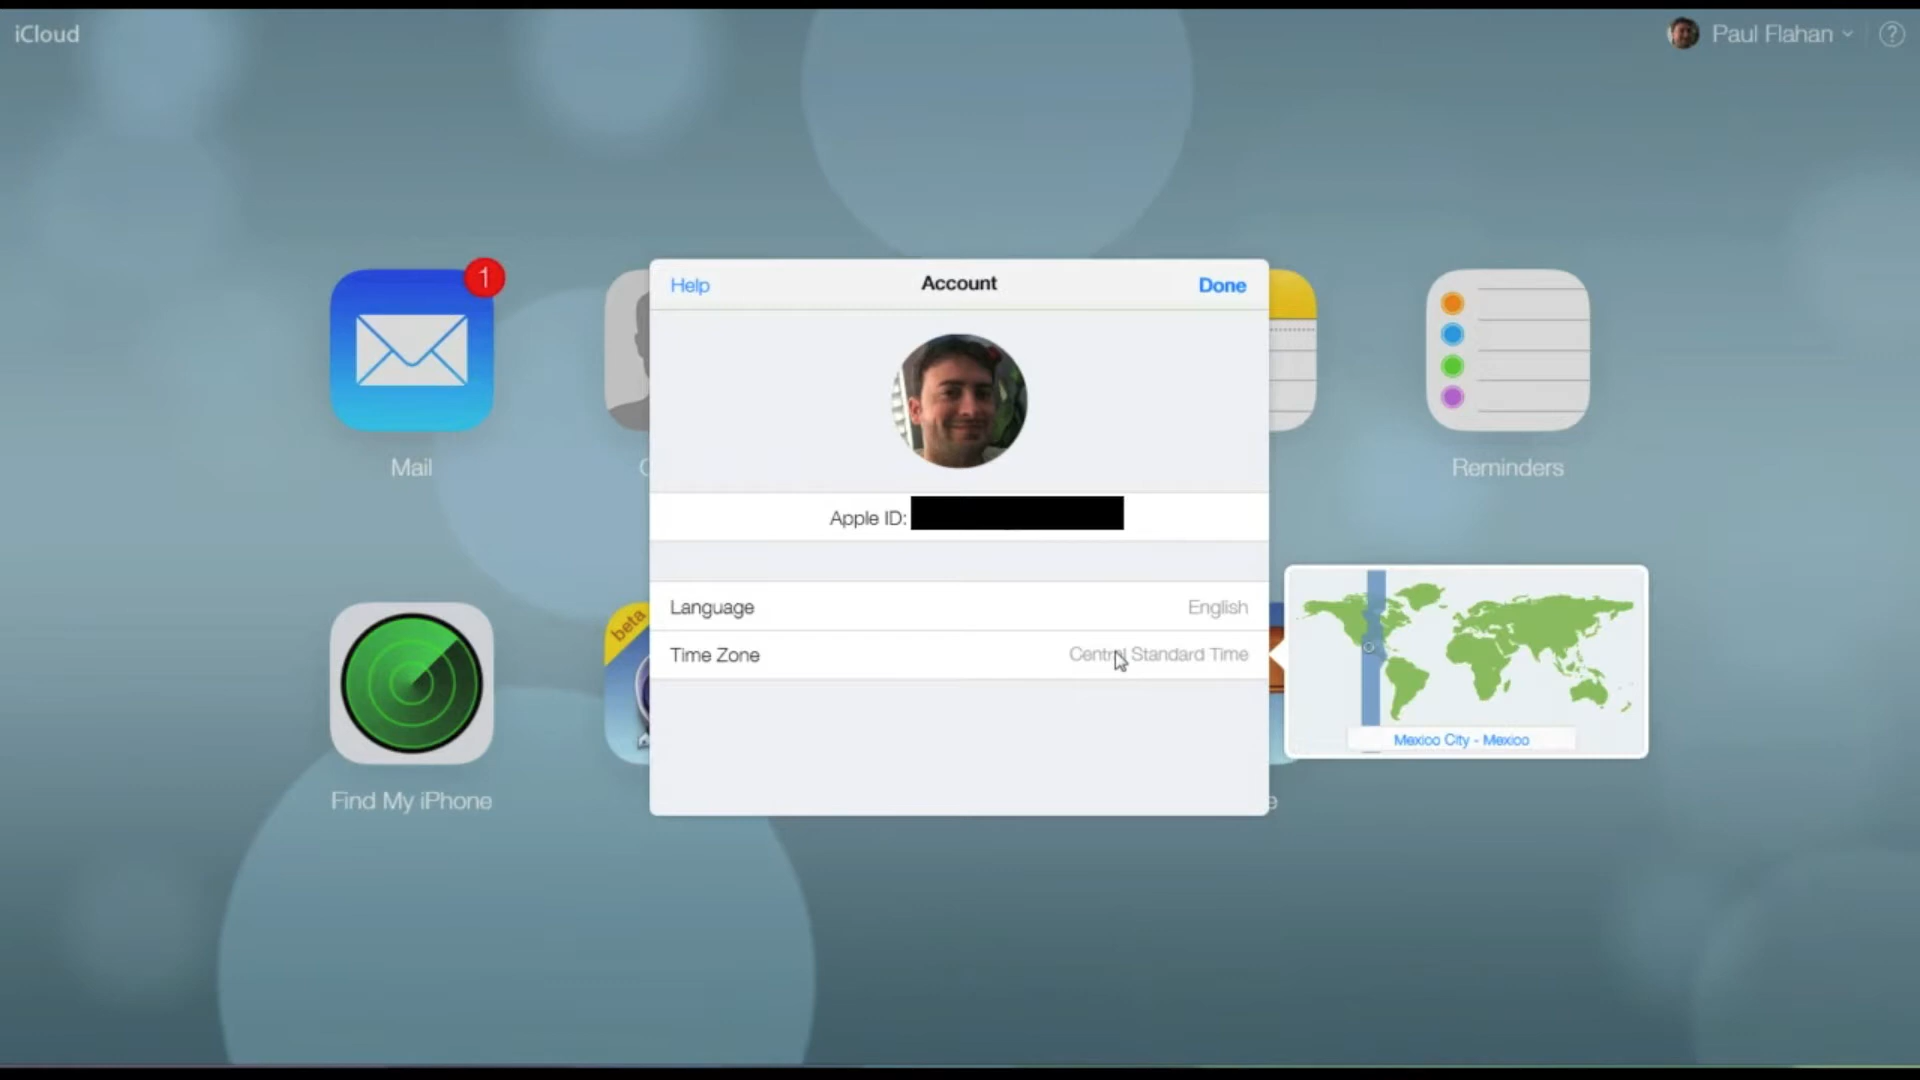 iCloud
Paul Flahan
?
1
Help
Account
Done
Mail
Reminders
Apple ID:
Language
English
beta
Time Zone
Central Standard Time
Mexico City - Mexico
Find My iPhone